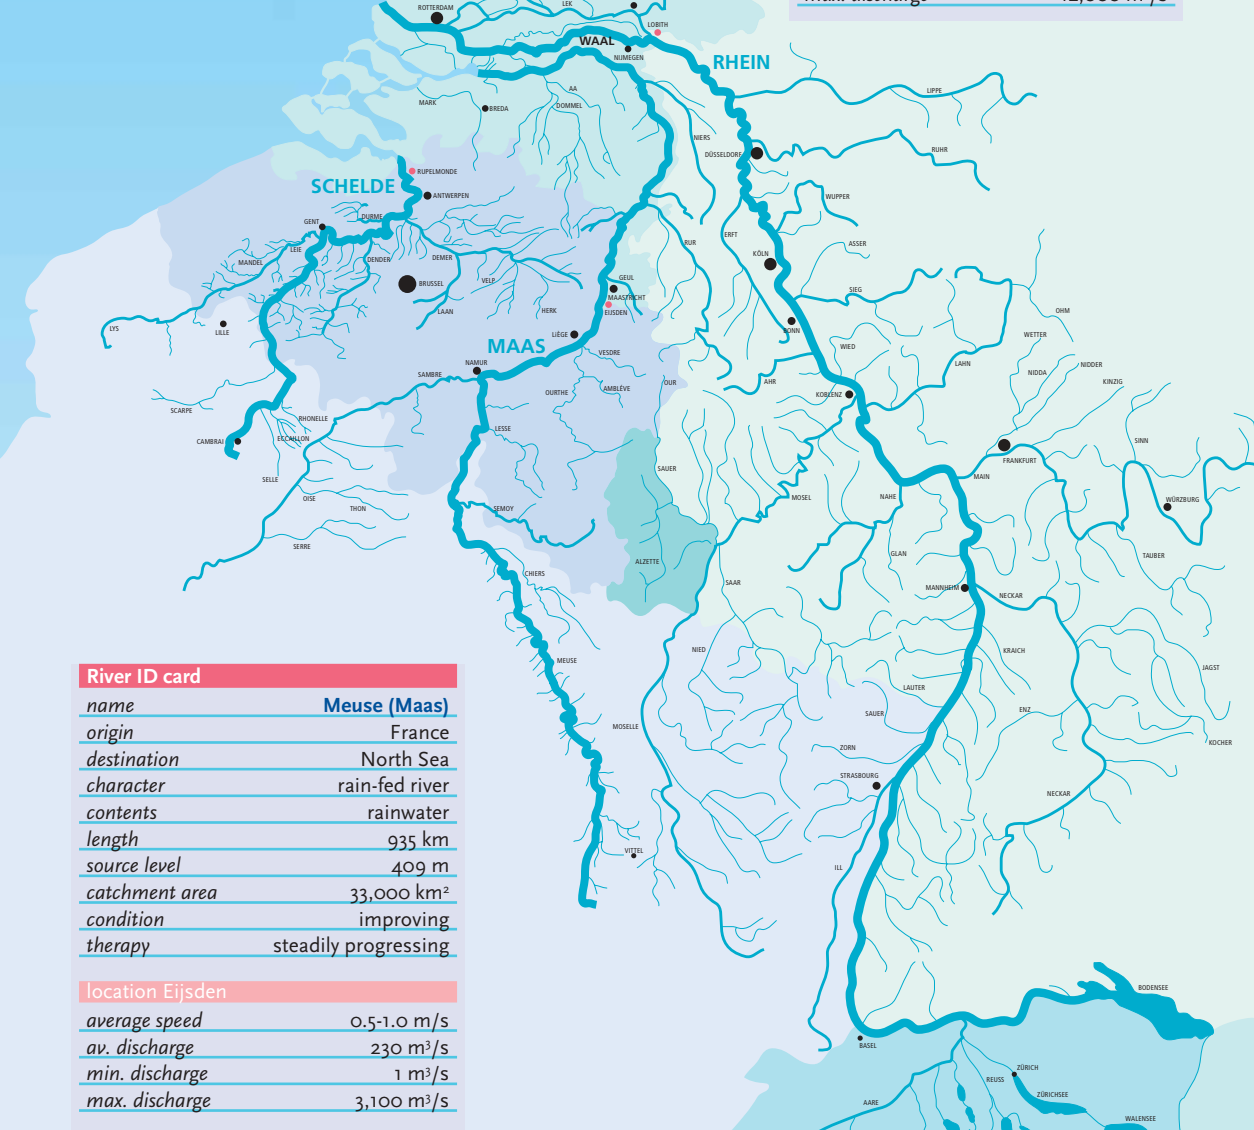 ROTTERDAM
LEK
LOBITH
WAAL
NIJMEGEN
RHEIN
MARK
BREDA
AA
DOMMEL
LIPPE
NIERS
DÜSSELDORF
RUHR
RUPELMONDE
SCHELDE
ANTWERPEN
WUPPER
GENT
DURME
LEIE
RUR
ERFT
ASSER
KÖLN
MANDEL
DENDER
DEMER
BRUSSEL
VELP
GEUL
MAASTRICHT
SIEG
LAAN
HERK
EIJSDEN
OHM
LYS
LILLE
LIÈGE
BONN
WETTER
MAAS
VESDRE
WIED
LAHN
NIDDA
NIDDER
NAMUR
SAMBRE
OURTHE
AMBLÈVE
OUR
AHR
KOBLENZ
KINZIG
SCARPE
RHONELLE
CAMBRAI
ECCAILLON
LESSE
SINN
FRANKFURT
SELLE
SAUER
MAIN
OISE
THON
SEMOY
MOSEL
NAHE
WÜRZBURG
SERRE
GLAN
TAUBER
ALZETTE
CHIERS
SAAR
MANNHEIM
NECKAR
MEUSE
NIED
KRAICH
JAGST
LAUTER
MOSELLE
SAUER
ENZ
ZORN
KOCHER
STRASBOURG
NECKAR
VITTEL
ILL
BODENSEE
BASEL
ZÜRICH
REUSS
ZÜRICHSEE
AARE
WALENSEE
River ID card
name Meuse (Maas)
origin France
destination North Sea
character rain-fed river
contents rainwater
length 935 km
source level 409 m
catchment area 33,000 km²
condition improving
therapy steadily progressing
location Eijsden
average speed 0.5-1.0 m/s
av. discharge 230 m³/s
min. discharge 1 m³/s
max. discharge 3,100 m³/s